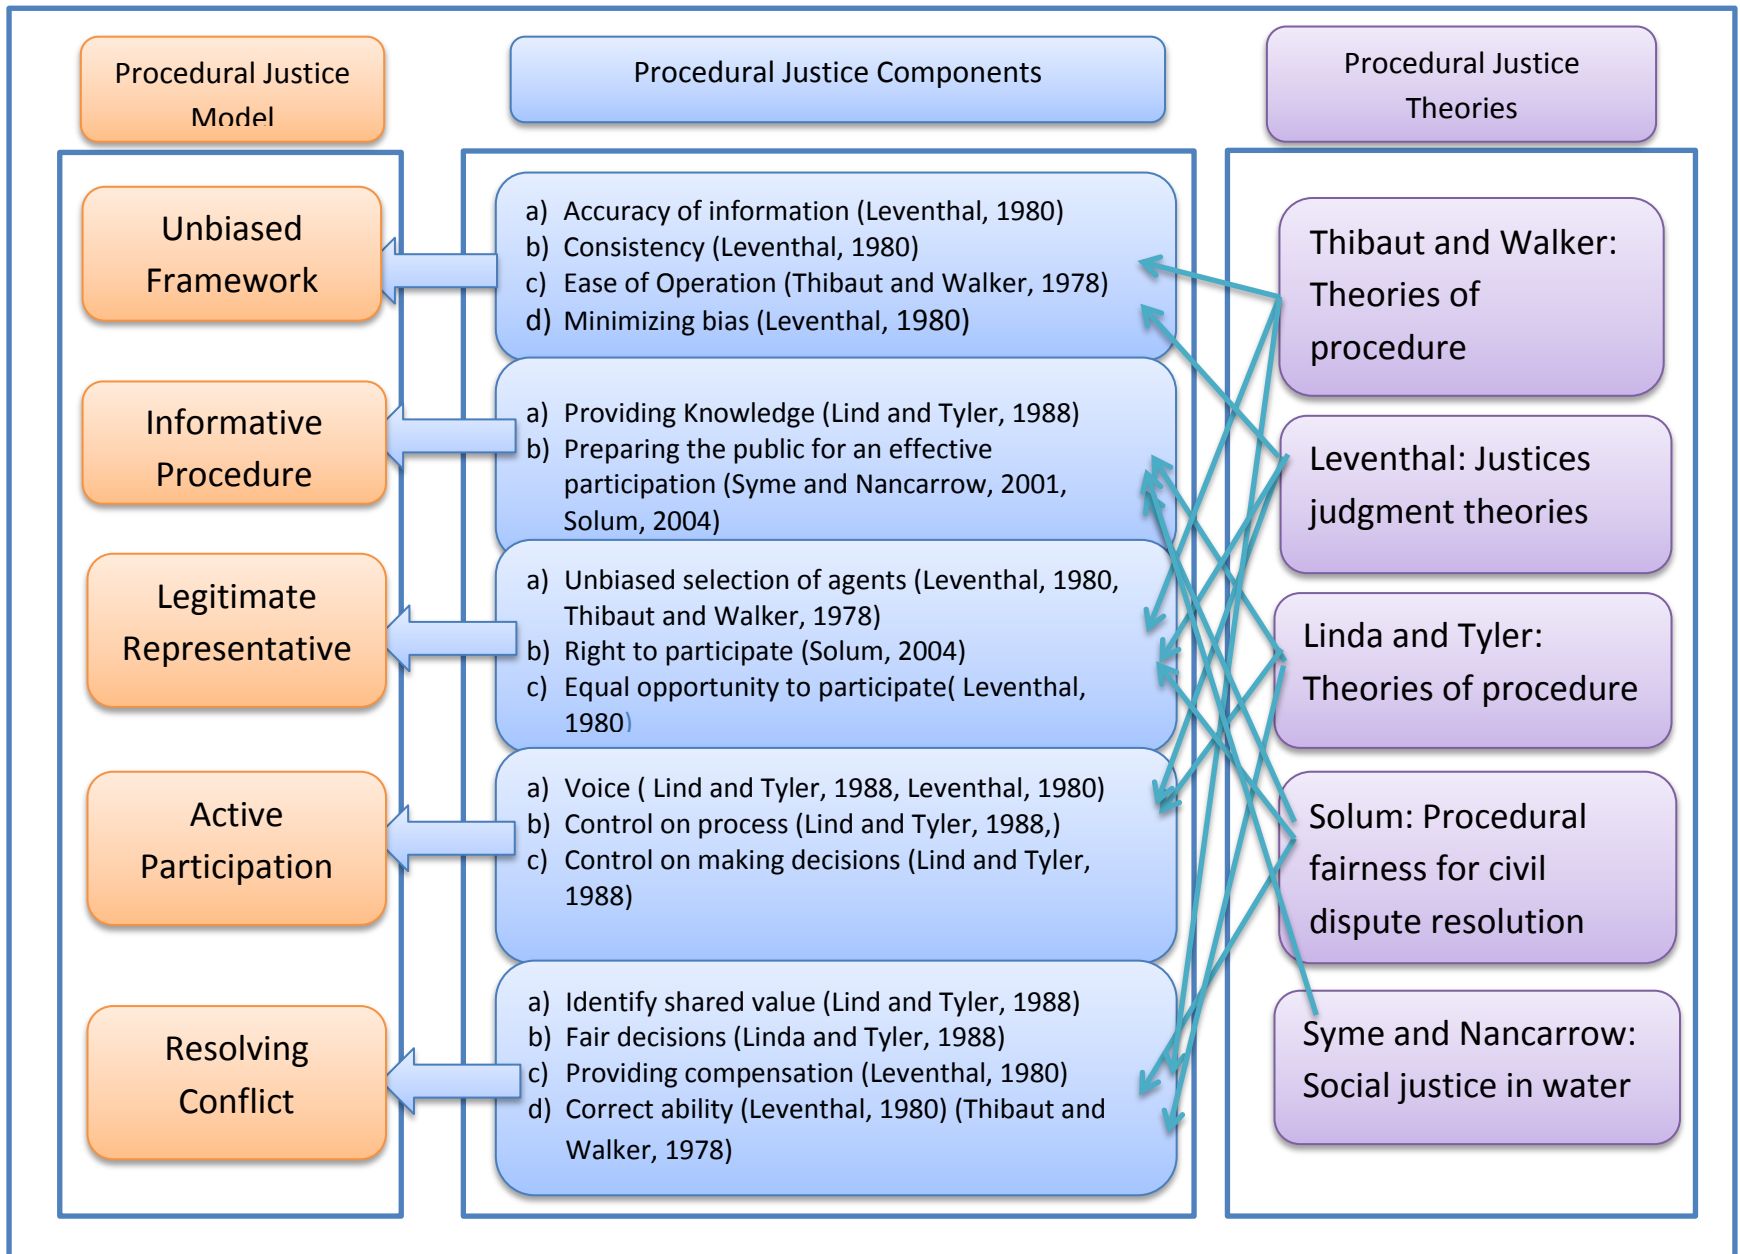 Procedural Justice
Model
Procedural Justice Components
Procedural Justice
Theories
Unbiased
Framework
Informative
Procedure
Legitimate
Representative
Active
Participation
Resolving
Conflict
a) Accuracy of information (Leventhal, 1980)
b) Consistency (Leventhal, 1980)
c) Ease of Operation (Thibaut and Walker, 1978)
d) Minimizing bias (Leventhal, 1980)
a) Providing Knowledge (Lind and Tyler, 1988)
b) Preparing the public for an effective
participation (Syme and Nancarrow, 2001,
Solum, 2004)
a) Unbiased selection of agents (Leventhal, 1980,
Thibaut and Walker, 1978)
b) Right to participate (Solum, 2004)
c) Equal opportunity to participate( Leventhal,
1980)
a) Voice ( Lind and Tyler, 1988, Leventhal, 1980)
b) Control on process (Lind and Tyler, 1988,)
c) Control on making decisions (Lind and Tyler,
1988)
a) Identify shared value (Lind and Tyler, 1988)
b) Fair decisions (Linda and Tyler, 1988)
c) Providing compensation (Leventhal, 1980)
d) Correct ability (Leventhal, 1980) (Thibaut and
Walker, 1978)
Thibaut and Walker:
Theories of
procedure
Leventhal: Justices
judgment theories
Linda and Tyler:
Theories of procedure
Solum: Procedural
fairness for civil
dispute resolution
Syme and Nancarrow:
Social justice in water